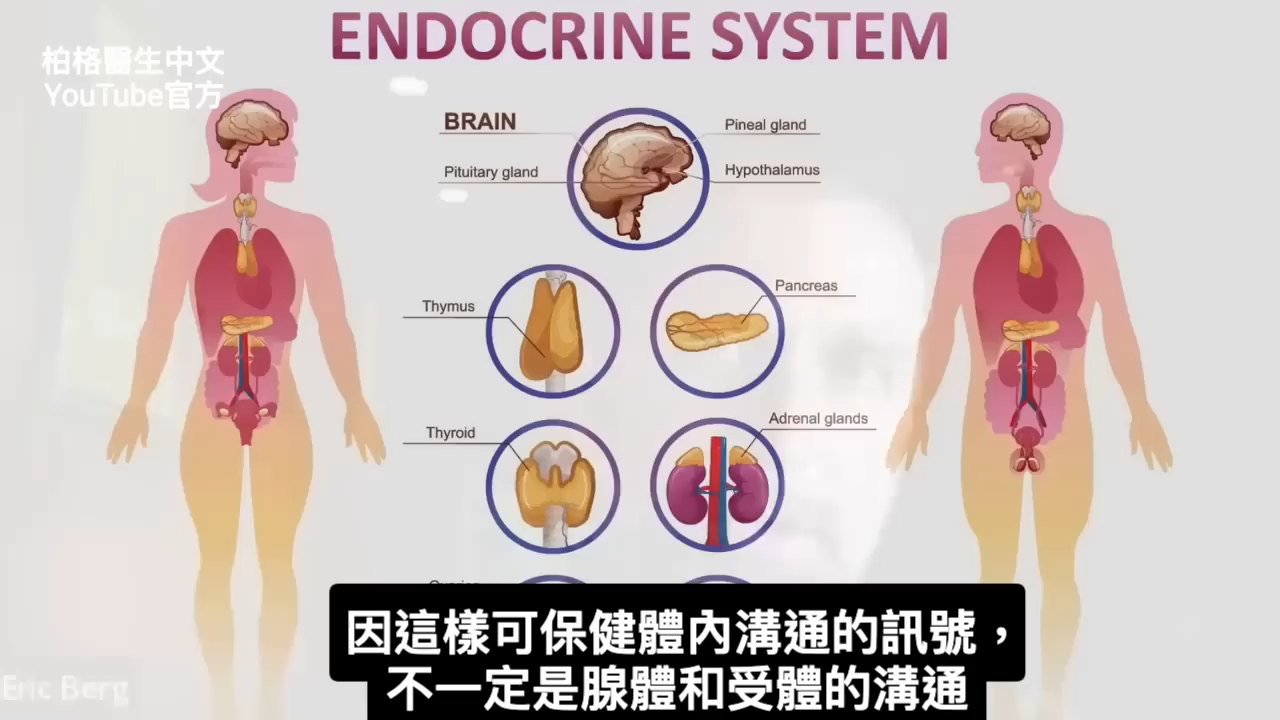 ENDOCRINE SYSTEM
柏格醫生中文
YouTube官方
BRAIN
Pineal gland
Pituitary gland
Hypothalamus
Thymus
Pancreas
Thyroid
Adrenal glands
因這樣可保健體內溝通的訊號，
不一定是腺體和受體的溝通
Eric Berg